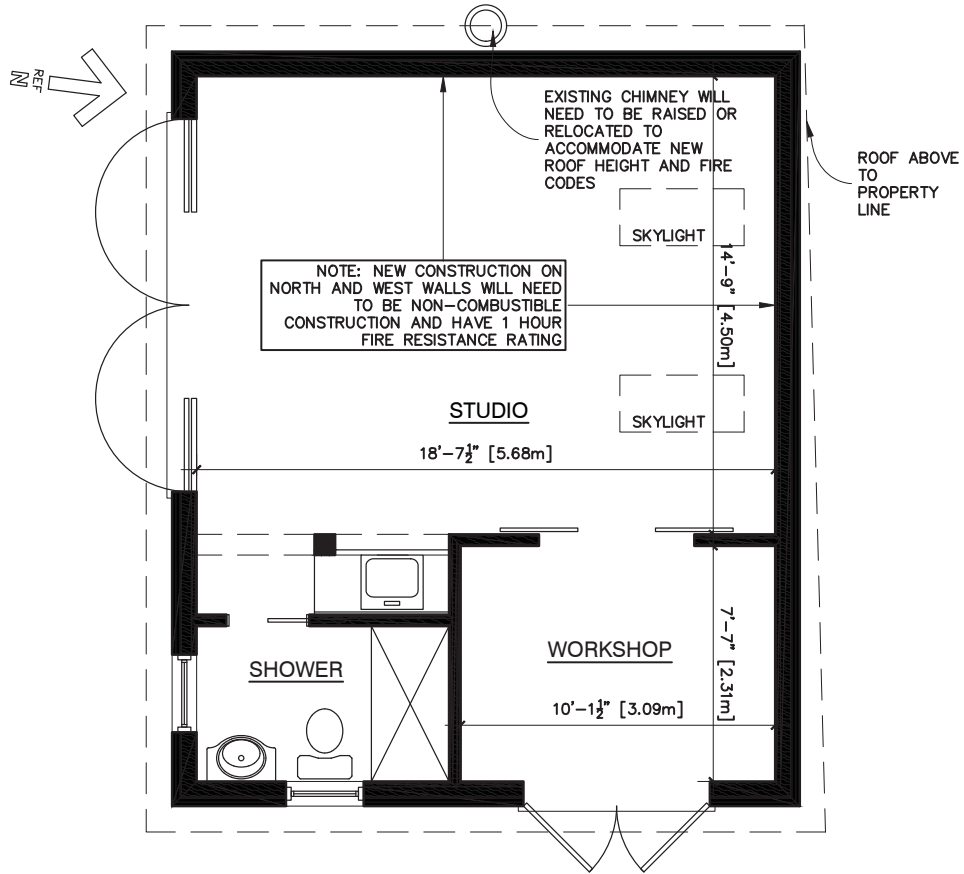 REF
N
EXISTING CHIMNEY WILL
NEED TO BE RAISED OR
RELOCATED TO
ACCOMMODATE NEW
ROOF HEIGHT AND FIRE
CODES
ROOF ABOVE
TO
PROPERTY
LINE
SKYLIGHT
14'-9" [4.50m]
NOTE: NEW CONSTRUCTION ON
NORTH AND WEST WALLS WILL NEED
TO BE NON-COMBUSTIBLE
CONSTRUCTION AND HAVE 1 HOUR
FIRE RESISTANCE RATING
STUDIO
SKYLIGHT
18'-7½" [5.68m]
SHOWER
WORKSHOP
7'-7" [2.31m]
10'-1½" [3.09m]